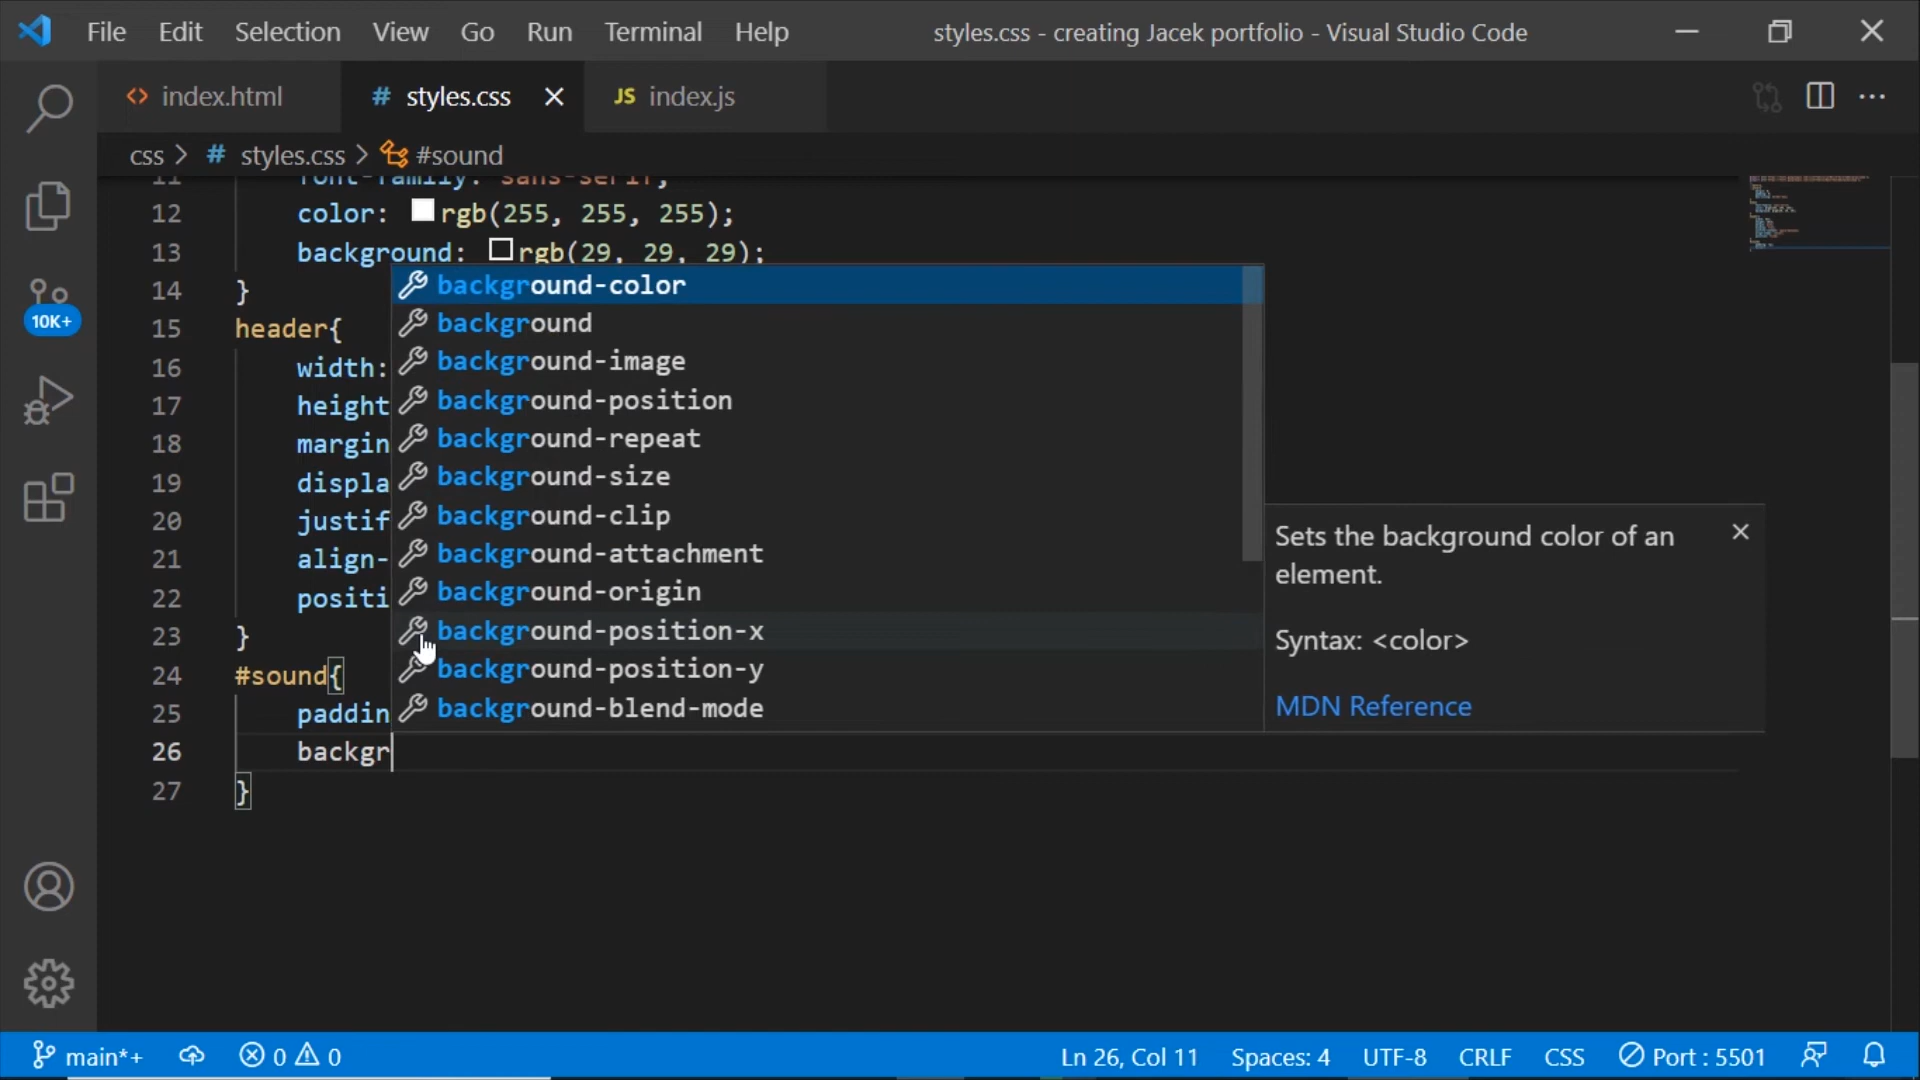 File Edit Selection View Go Run Terminal Help styles.css - creating Jacek portfolio - Visual Studio Code
<> index.html # styles.css JS index.js
css > # styles.css > #sound
11 font-family: sans-serif;
12 color: rgb(255, 255, 255);
13 background: rgb(29, 29, 29);
14 }
15 header{
16 width:
17 height
18 margin
19 displa
20 justif
21 align-
22 positi
23 }
24 #sound{
25 paddin
26 backgr
27 }
background-color
background
background-image
background-position
background-repeat
background-size
background-clip
background-attachment
background-origin
background-position-x
background-position-y
background-blend-mode
Sets the background color of an
element.
Syntax: <color>
MDN Reference
10K+
main*+ 0 0 Ln 26, Col 11 Spaces: 4 UTF-8 CRLF CSS Port : 5501